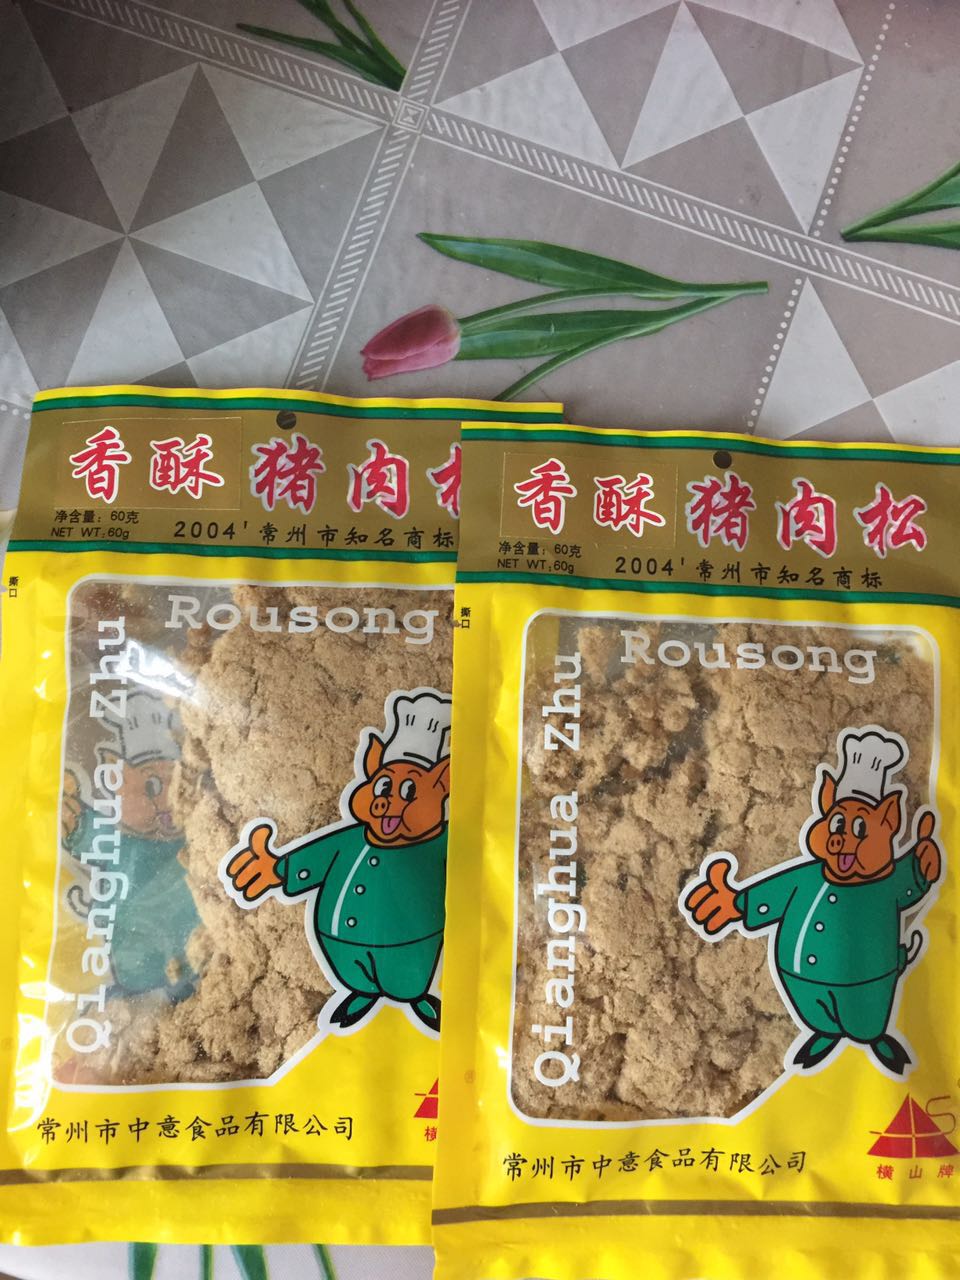 香酥猪肉
净含量：60克
NET WT:60g
2004'常州市知名商标
撕口
Rousong
Qianghua Zhu
常州市中意食品有限公司
横
香酥猪肉松
净含量：60克
NET WT:60g
2004'常州市知名商标
撕口
Rousong
Qianghua Zhu
常州市中意食品有限公司
横山牌